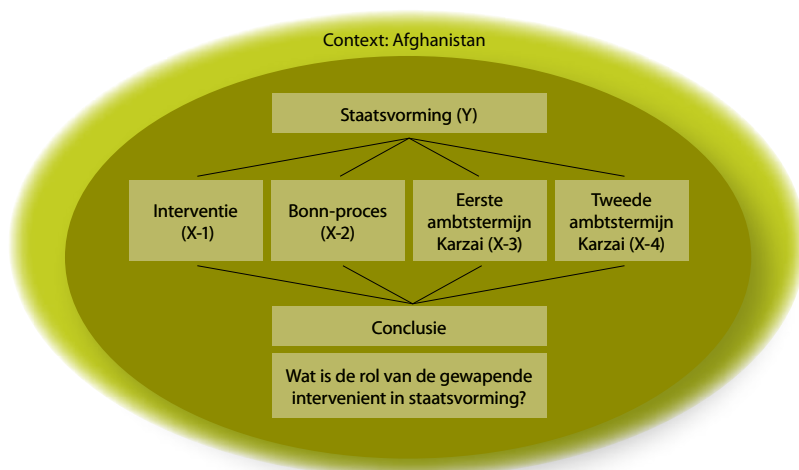 Context: Afghanistan
Staatsvorming (Y)
Interventie
(X-1)
Bonn-proces
(X-2)
Eerste
ambtstermijn
Karzai (X-3)
Tweede
ambtstermijn
Karzai (X-4)
Conclusie
Wat is de rol van de gewapende
intervenient in staatsvorming?